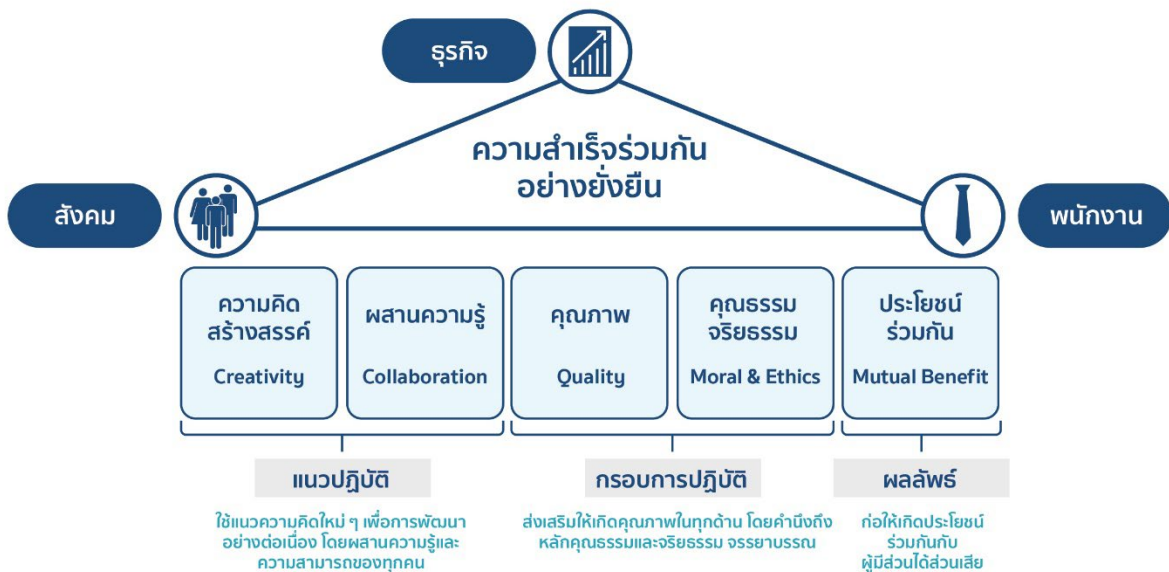 ธุรกิจ
ความสำเร็จร่วมกัน
อย่างยั่งยืน
สังคม
พนักงาน
ความคิด
สร้างสรรค์
Creativity
ผสานความรู้
Collaboration
คุณภาพ
Quality
คุณธรรม
จริยธรรม
Moral & Ethics
ประโยชน์
ร่วมกัน
Mutual Benefit
แนวปฏิบัติ
ใช้แนวความคิดใหม่ ๆ เพื่อการพัฒนา
อย่างต่อเนื่อง โดยผสานความรู้และ
ความสามารถของทุกคน
กรอบการปฏิบัติ
ส่งเสริมให้เกิดคุณภาพในทุกด้าน โดยคำนึงถึง
หลักคุณธรรมและจริยธรรม จรรยาบรรณ
ผลลัพธ์
ก่อให้เกิดประโยชน์
ร่วมกันกับ
ผู้มีส่วนได้ส่วนเสีย